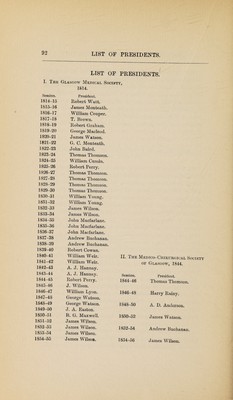 92 LIST OF PRESIDENTS.
LIST OF PRESIDENTS.
I. The Glasgow Medical Society,
1814.
Session. President.
1814-15 Robert Watt.
1815-16 James Monteath.
1816-17 William Couper.
1817-18 T. Brown.
1818-19 Robert Graham.
1819-20 George Macleod.
1820-21 James Watson.
1821-22 G. C. Monteath.
1822-23 John Baird.
1823-24 Thomas Thomson.
1824-25 William Cumin.
1825-26 Robert Perry.
1826-27 Thomas Thomson.
1827-28 Thomas Thomson.
1828-29 Thomas Thomson.
1829-30 Thomas Thomson.
1830-31 William Young.
1831-32 William Young.
1832-33 James Wilson.
1833-34 James Wilson.
1834-35 John Macfarlane.
1835-36 John Macfarlane.
1836-37 John Macfarlane.
1837-38 Andrew Buchanan.
1838-39 Andrew Buchanan.
1839-40 Robert Cowan.
1840-41 William Weir.
1841-42 William Weir.
1842-43 A. J. Hannay.
1843-44 A. J. Hannay.
1844-45 Robert Perry.
1845-46 J. Wilson.
1846-47 William Lyon.
1847-48 George Watson.
1848-49 George Watson.
1849-50 J. A. Easton.
1850-51 R. G. Maxwell.
1851-52 James Wilson.
1852-53 James Wilson.
1853-54 James Wilson.
1854-55 James Wilson.
II. The Medico-Chirurgical Society
of Glasgow, 1844.
Session. President.
1844-46 Thomas Thomson.
1846-48 Harry Rainy.
1848-50 A. D. Anderson.
1850-52 James Watson.
1852-54 Andrew Buchanan.
1854-56 James Wilson.